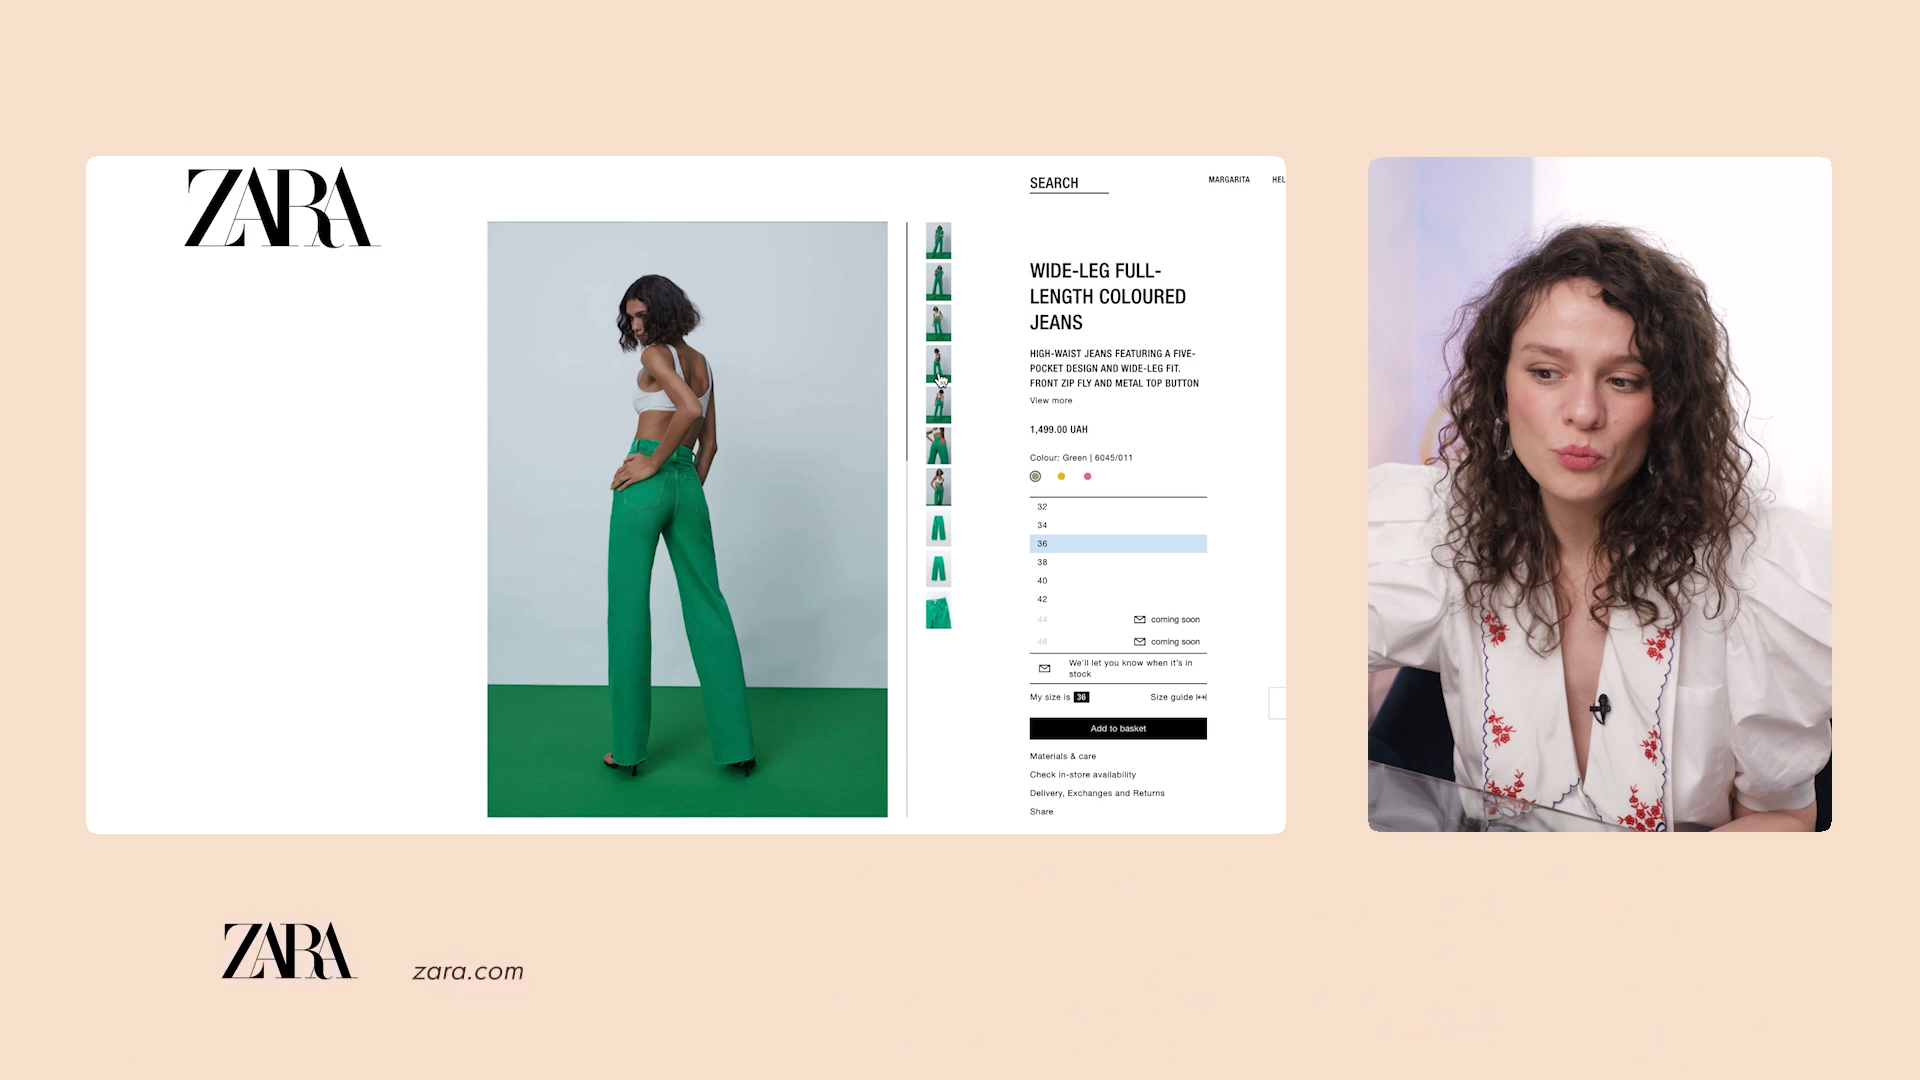 ZARA
SEARCH
MARGARITA
HEL
WIDE-LEG FULL-
LENGTH COLOURED
JEANS
HIGH-WAIST JEANS FEATURING A FIVE-
POCKET DESIGN AND WIDE-LEG FIT.
FRONT ZIP FLY AND METAL TOP BUTTON
View more
1,499.00 UAH
Colour: Green | 6045/011
32
34
36
38
40
42
44 coming soon
46 coming soon
We'll let you know when it's in
stock
My size is 36
Size guide
Add to basket
Materials & care
Check in-store availability
Delivery, Exchanges and Returns
Share
ZARA
zara.com